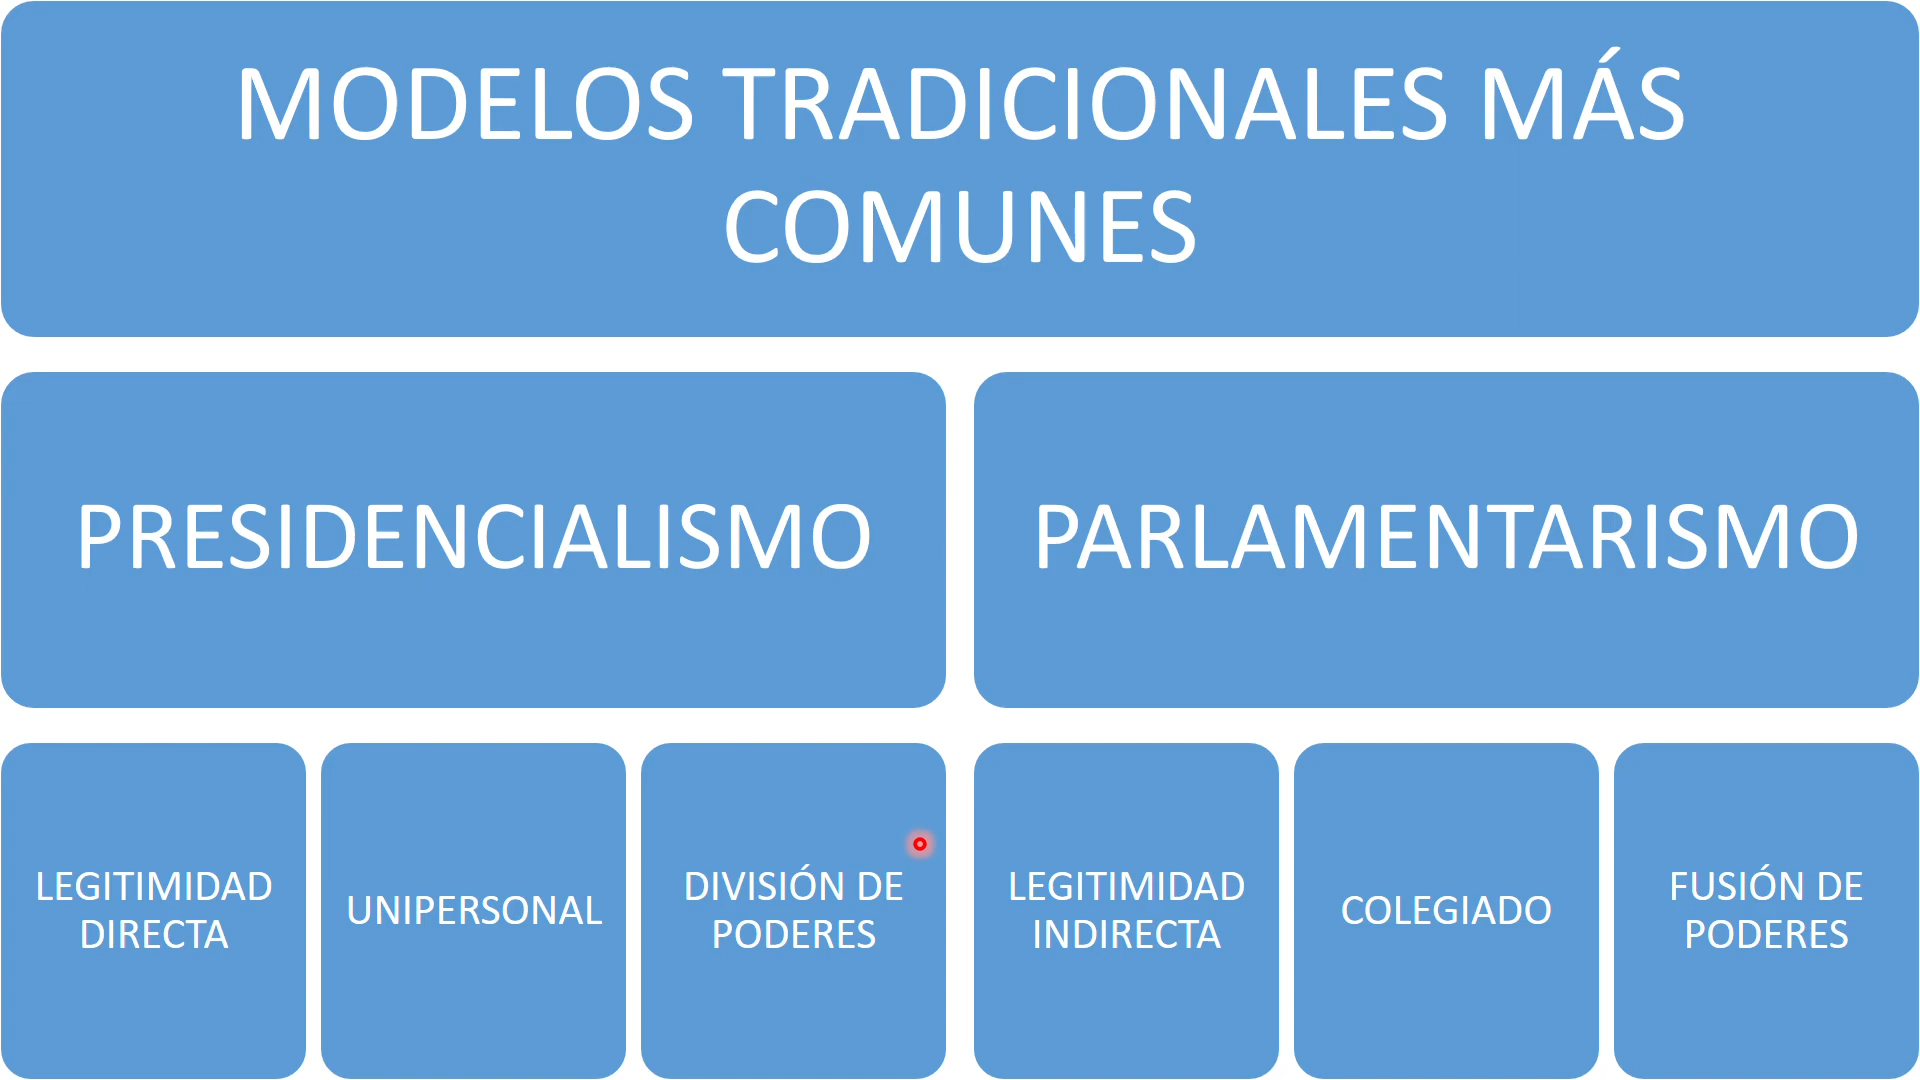 MODELOS TRADICIONALES MÁS
COMUNES
PRESIDENCIALISMO
PARLAMENTARISMO
LEGITIMIDAD
DIRECTA
UNIPERSONAL
DIVISIÓN DE
PODERES
LEGITIMIDAD
INDIRECTA
COLEGIADO
FUSIÓN DE
PODERES